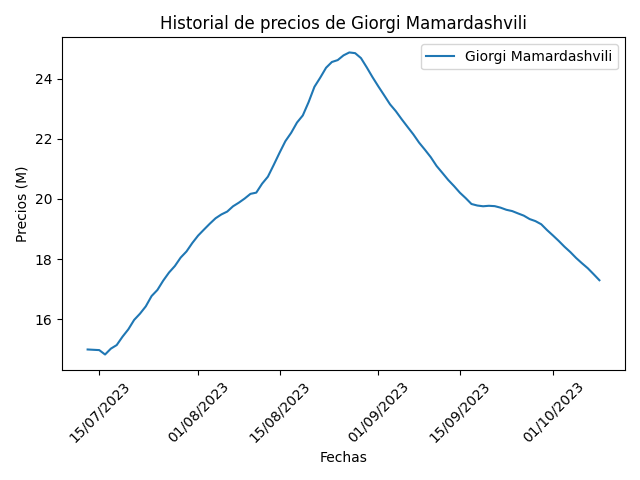 Historial de precios de Giorgi Mamardashvili
Giorgi Mamardashvili
Precios (M)
24
22
20
18
16
15/07/2023
01/08/2023
15/08/2023
01/09/2023
15/09/2023
01/10/2023
Fechas